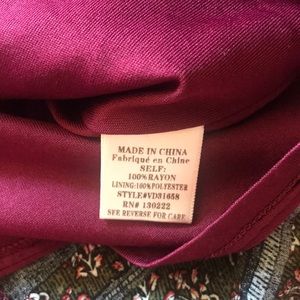 MADE IN CHINA
Fabriqué en Chine
SELF:
100%RAYON
LINING:100%POLYESTER
STYLE#VD31658
RN# 130222
SEE REVERSE FOR CARE